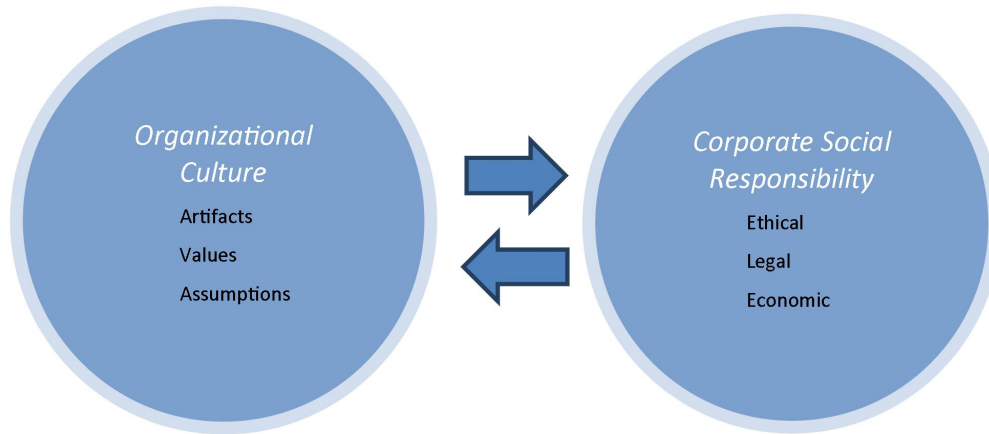 Organizational
Culture
Artifacts
Values
Assumptions
Corporate Social
Responsibility
Ethical
Legal
Economic